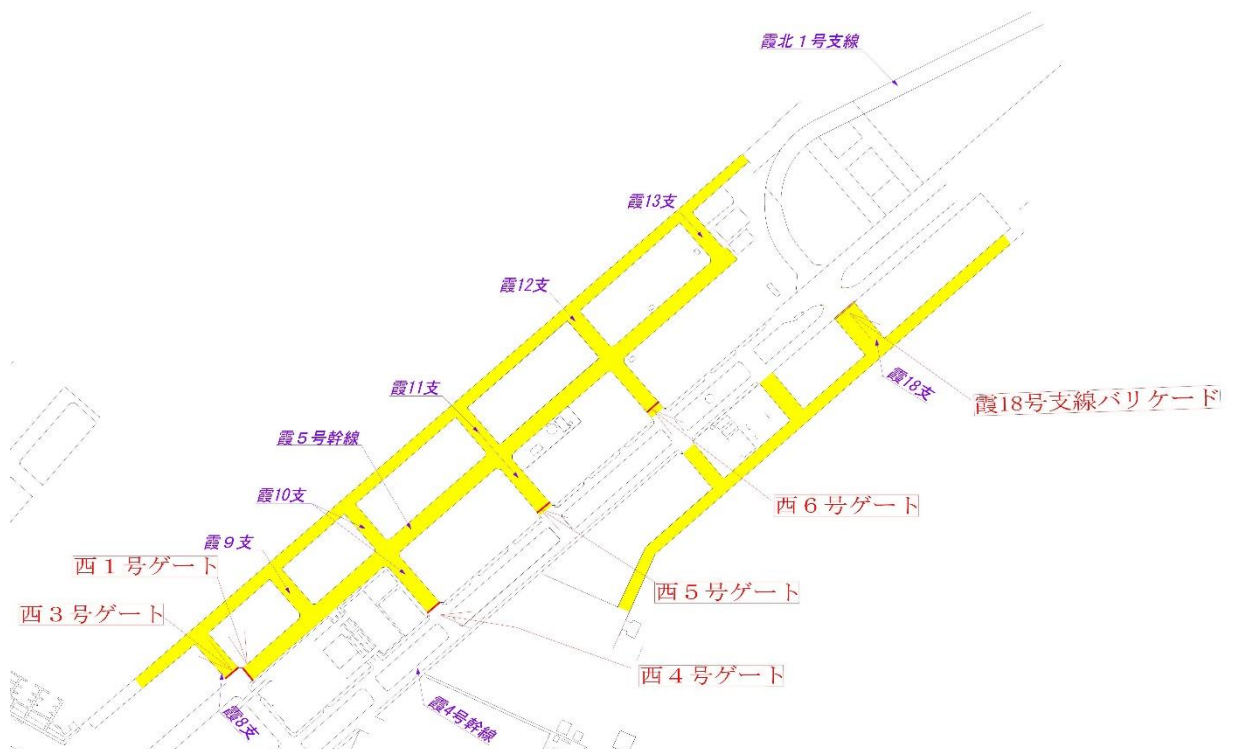 霞北１号支線
霞13支
霞12支
霞11支
霞18支
霞18号支線バリケード
霞５号幹線
霞10支
西６号ゲート
霞９支
西１号ゲート
西５号ゲート
西３号ゲート
西４号ゲート
霞8支
霞4号幹線